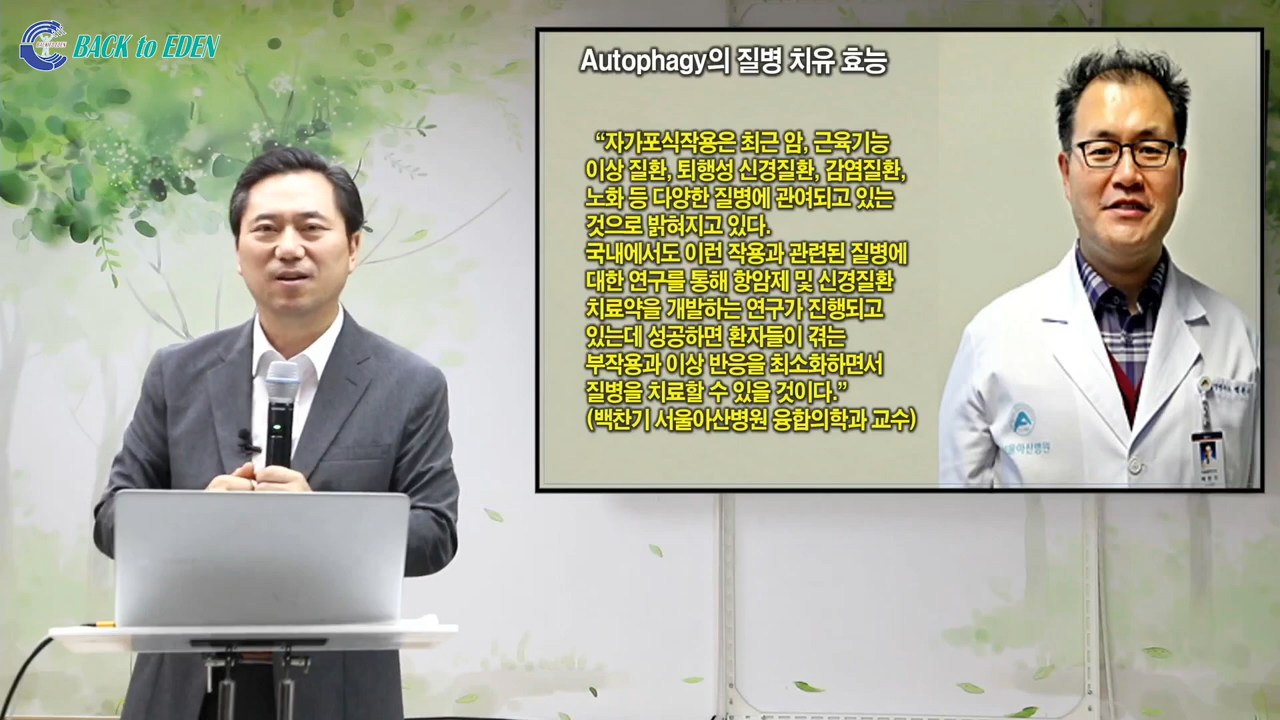 BACK to EDEN
Autophagy의 질병 치유 효능
“자가포식작용은 최근 암, 근육기능
이상 질환, 퇴행성 신경질환, 감염질환,
노화 등 다양한 질병에 관여되고 있는
것으로 밝혀지고 있다.
국내에서도 이런 작용과 관련된 질병에
대한 연구를 통해 항암제 및 신경질환
치료약을 개발하는 연구가 진행되고
있는데 성공하면 환자들이 겪는
부작용과 이상 반응을 최소화하면서
질병을 치료할 수 있을 것이다.”
(백찬기 서울아산병원 융합의학과 교수)
울아산병원